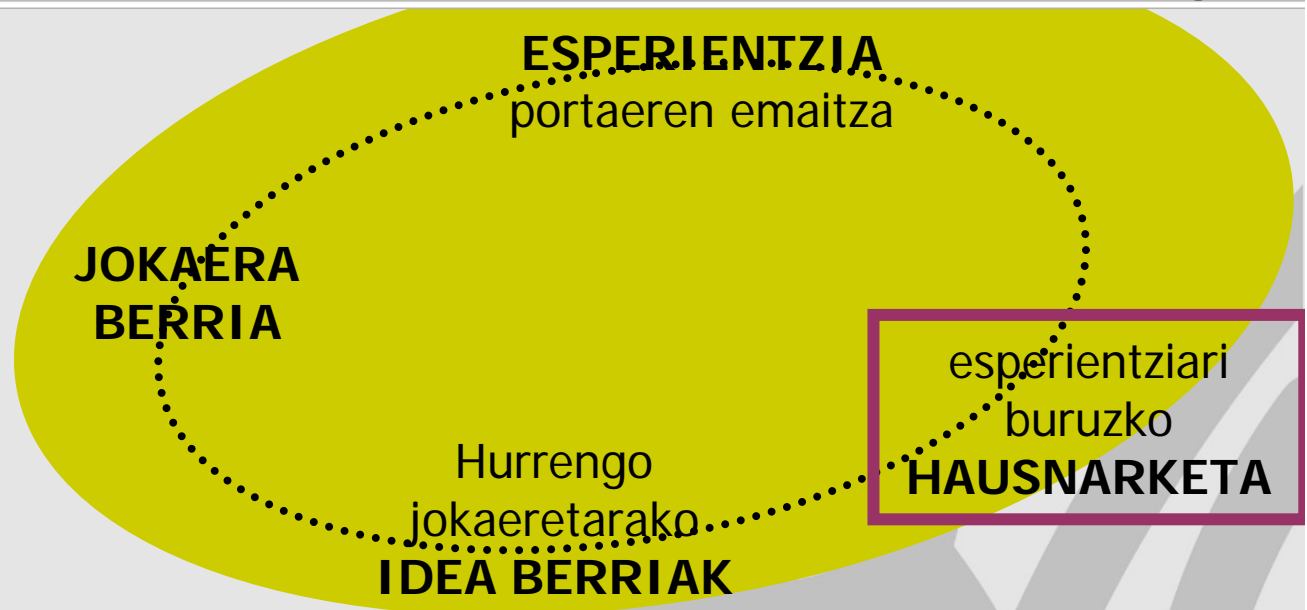 ESPERIENTZIA
portaeren emaitza
JOKAERA
BERRIA
esperientziari
buruzko
HAUSNARKETA
Hurrengo
jokaeretarako
IDEA BERRIAK